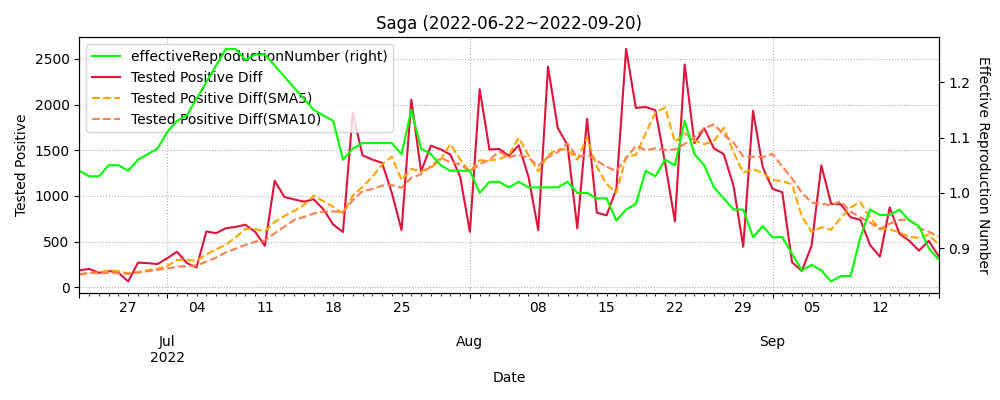 Saga (2022-06-22~2022-09-20)
effectiveReproductionNumber (right)
Tested Positive Diff
Tested Positive Diff(SMA5)
Tested Positive Diff(SMA10)
Tested Positive
2500
2000
1500
1000
500
0
1.2
1.1
1.0
0.9
Effective Reproduction Number
27 04 11 18 25 08 15 22 29 05 12
Jul Aug Sep
2022
Date